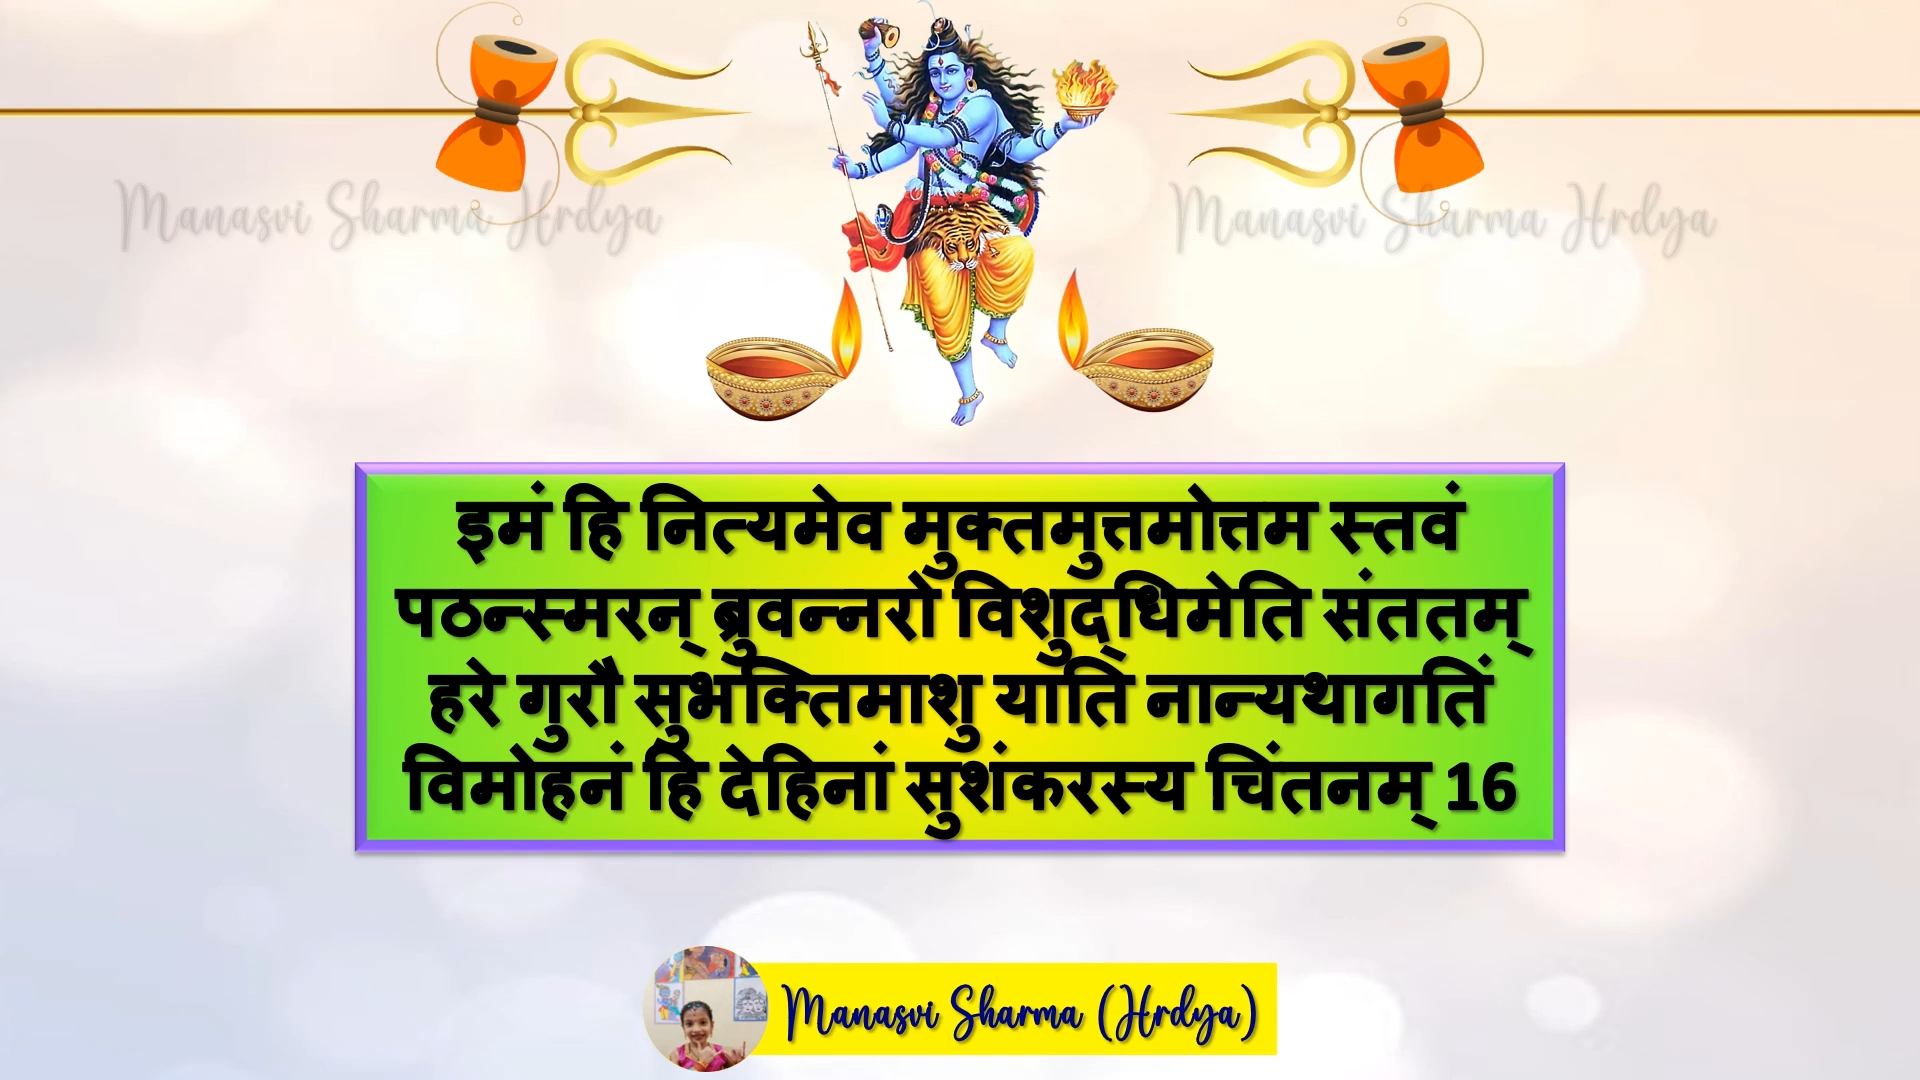 Manasvi Sharma Hrdya Manasvi Sharma Hrdya
इमं हि नित्यमेव मुक्तमुत्तमोत्तम स्तवं
पठन्स्मरन् ब्रुवन्नरो विशुद्धिमेति संततम्
हरे गुरौ सुभक्तिमाशु याति नान्यथागतिं
विमोहनं हि देहिनां सुशंकरस्य चिंतनम् 16
Manasvi Sharma (Hrdya)